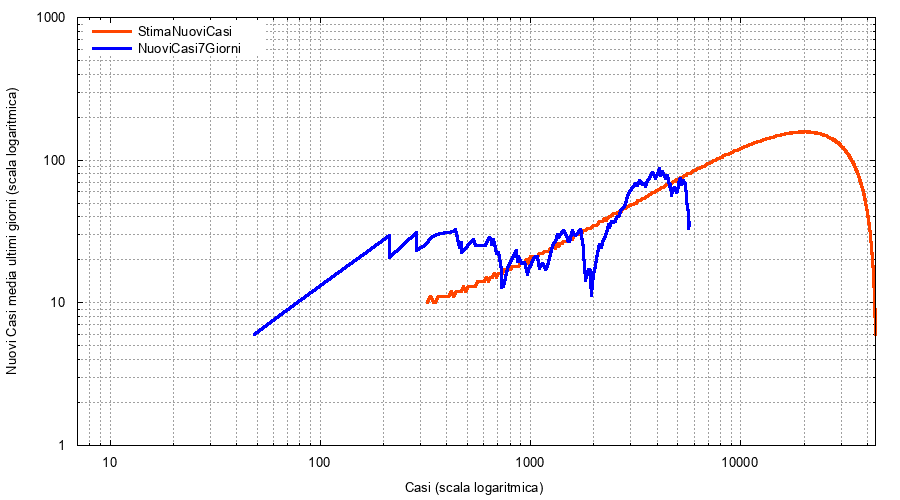 1000
100
10
1
StimaNuoviCasi
NuoviCasi7Giorni
Nuovi Casi media ultimi giorni (scala logaritmica)
10
100
1000
10000
Casi (scala logaritmica)